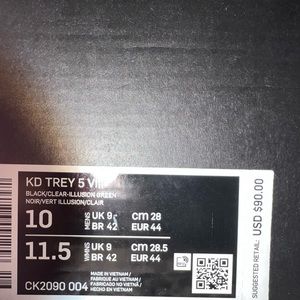 KD TREY 5 VIII
BLACK/CLEAR-ILLUSION GREEN
NOIR/VERT ILLUSION/CLAIR
10 MENS UK 9 CM 28
BR 42 EUR 44
11.5 WMNS UK 9 CM 28.5
BR 42 EUR 44
CK2090 004
MADE IN VIETNAM /
FABRIQUÉ AU VIETNAM /
FABRICADO NO VIETNÃ /
HECHO EN VIETNAM
SUGGESTED RETAIL: USD $90.00